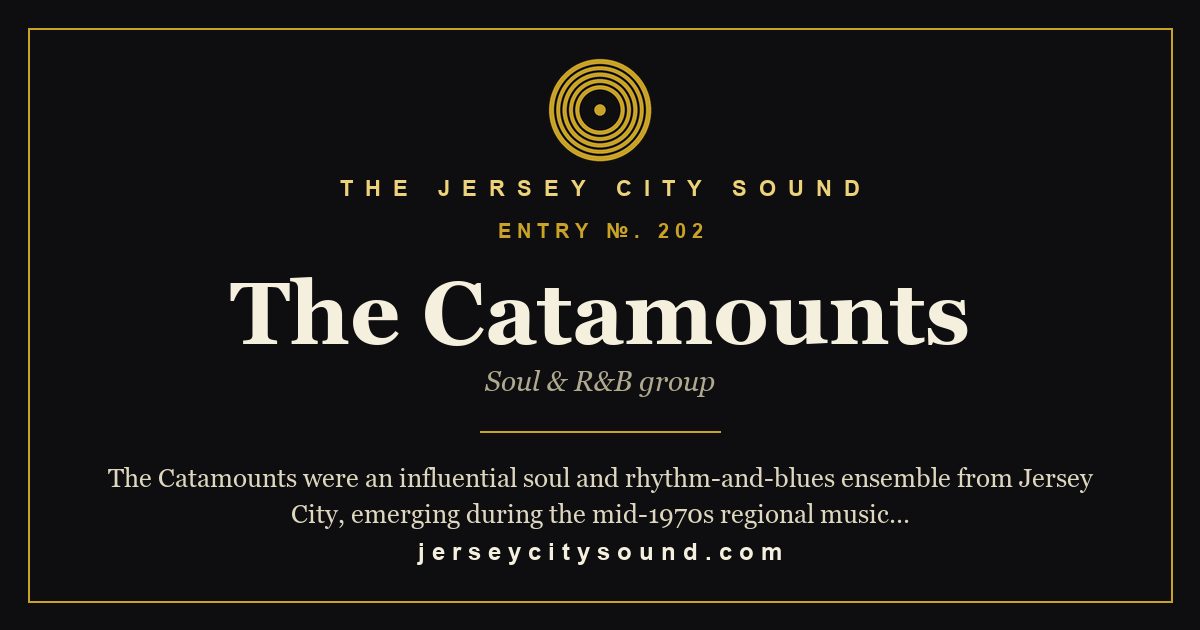 THE JERSEY CITY SOUND
ENTRY №. 202
The Catamounts
Soul & R&B group
The Catamounts were an influential soul and rhythm-and-blues ensemble from Jersey
City, emerging during the mid-1970s regional music...
jerseycitysound.com